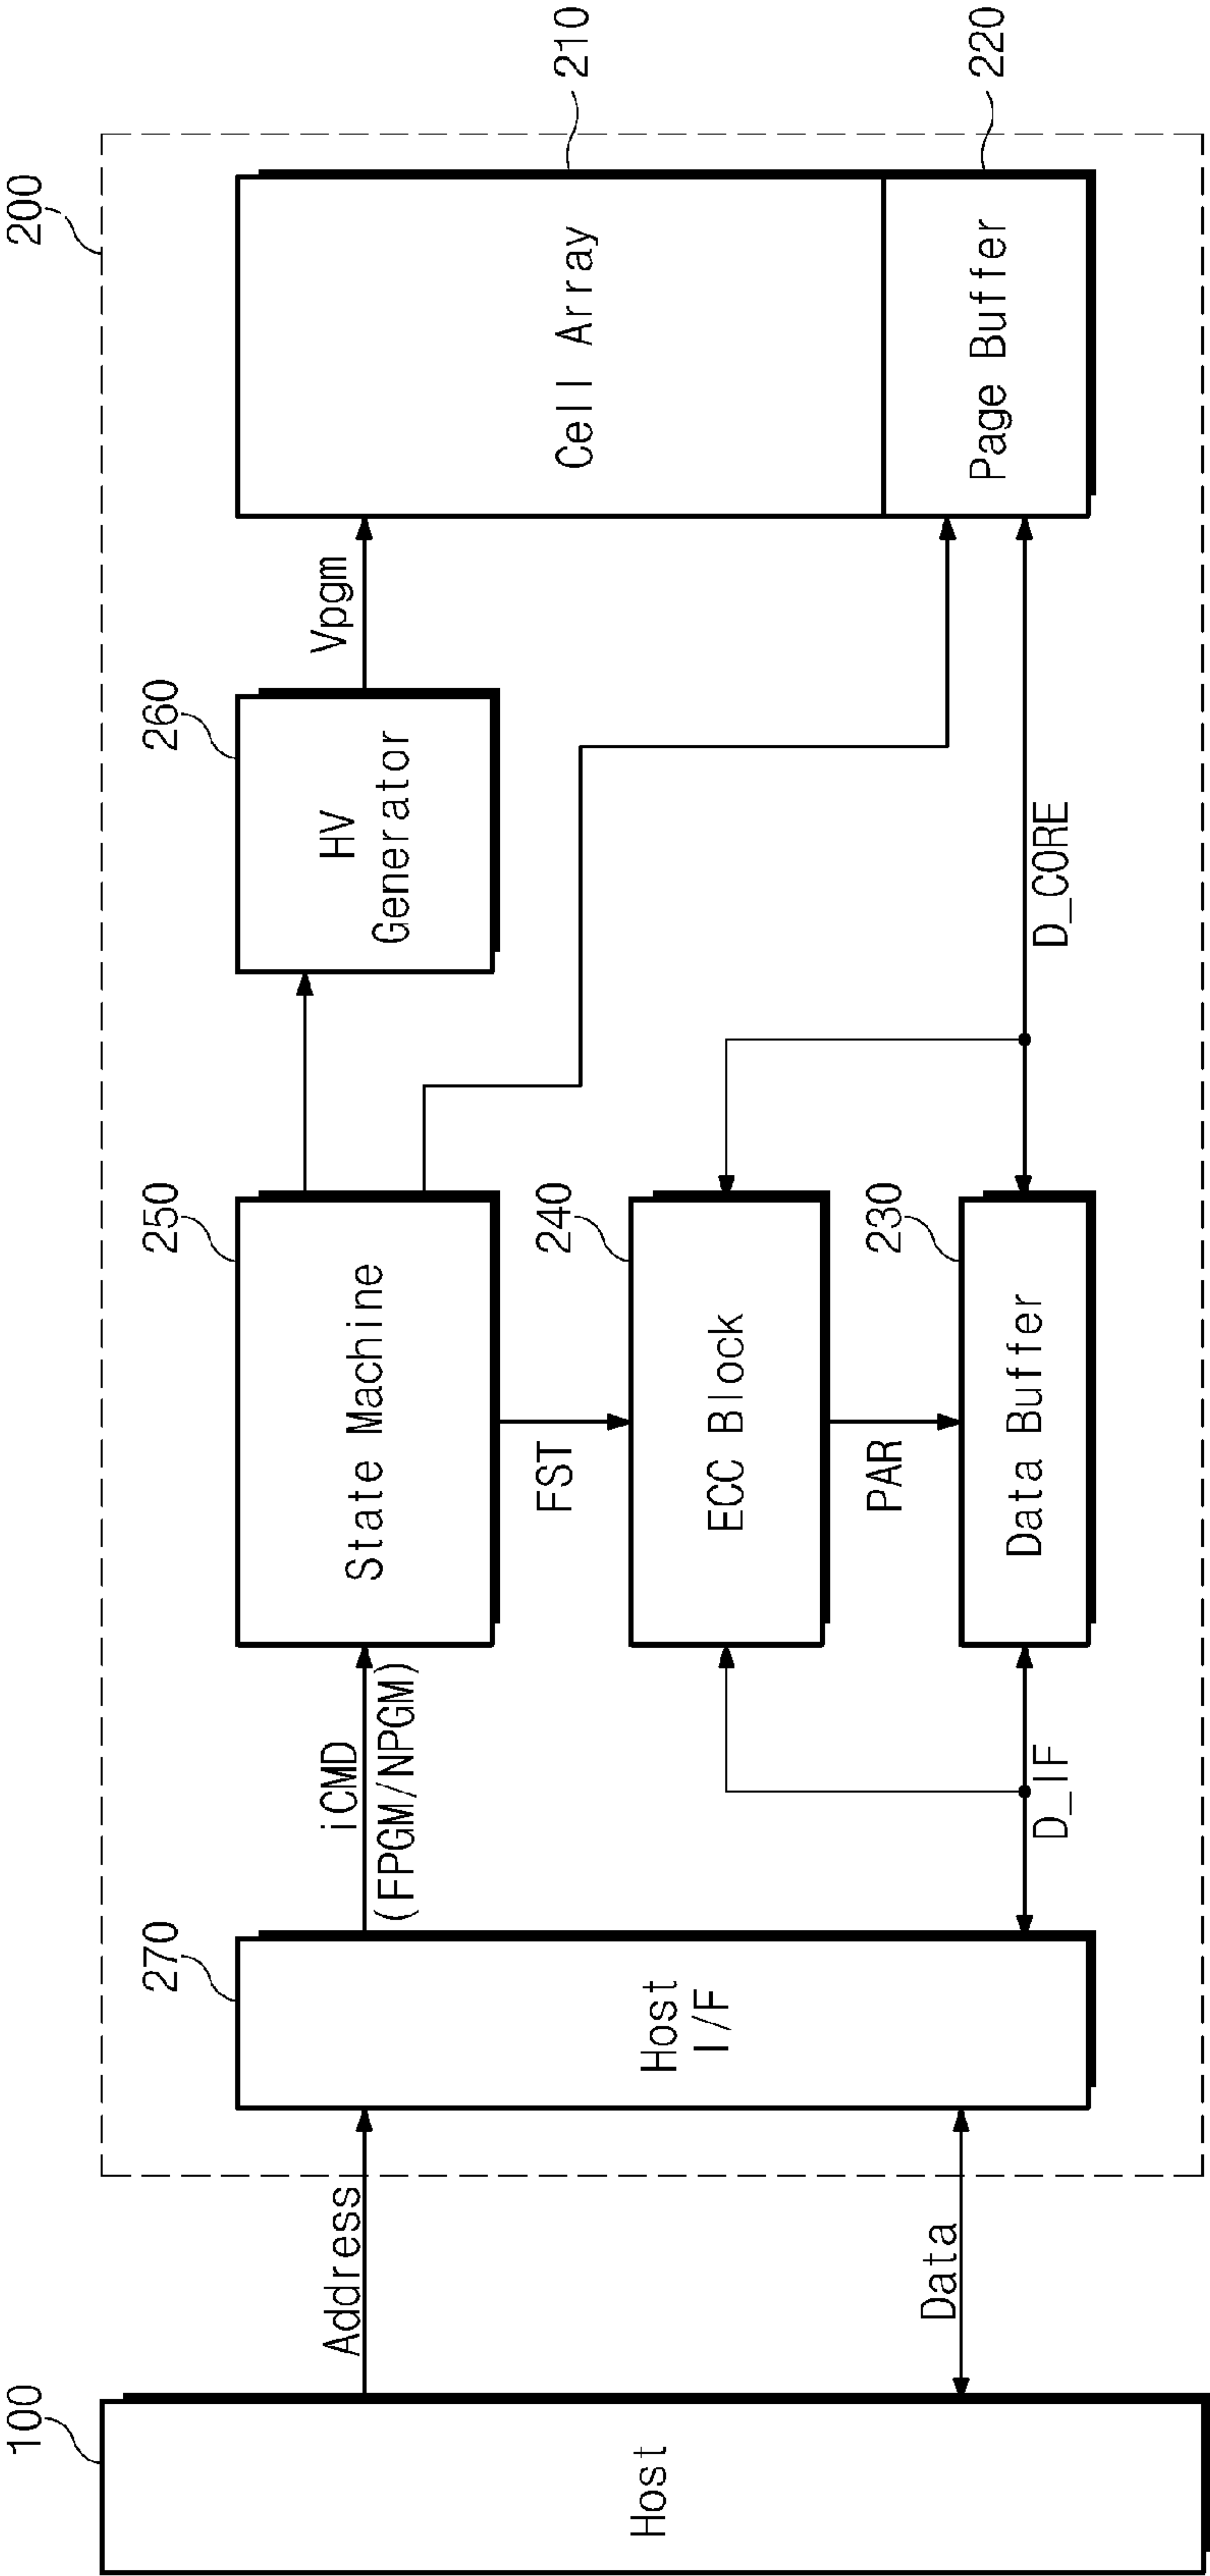 200
100
Host
Address
Data
270
Host
I/F
iCMD
(FPGM/NPGM)
D_IF
250
State Machine
FST
240
ECC Block
PAR
230
Data Buffer
260
HV
Generator
Vpgm
D_CORE
Cell Array
210
Page Buffer
220